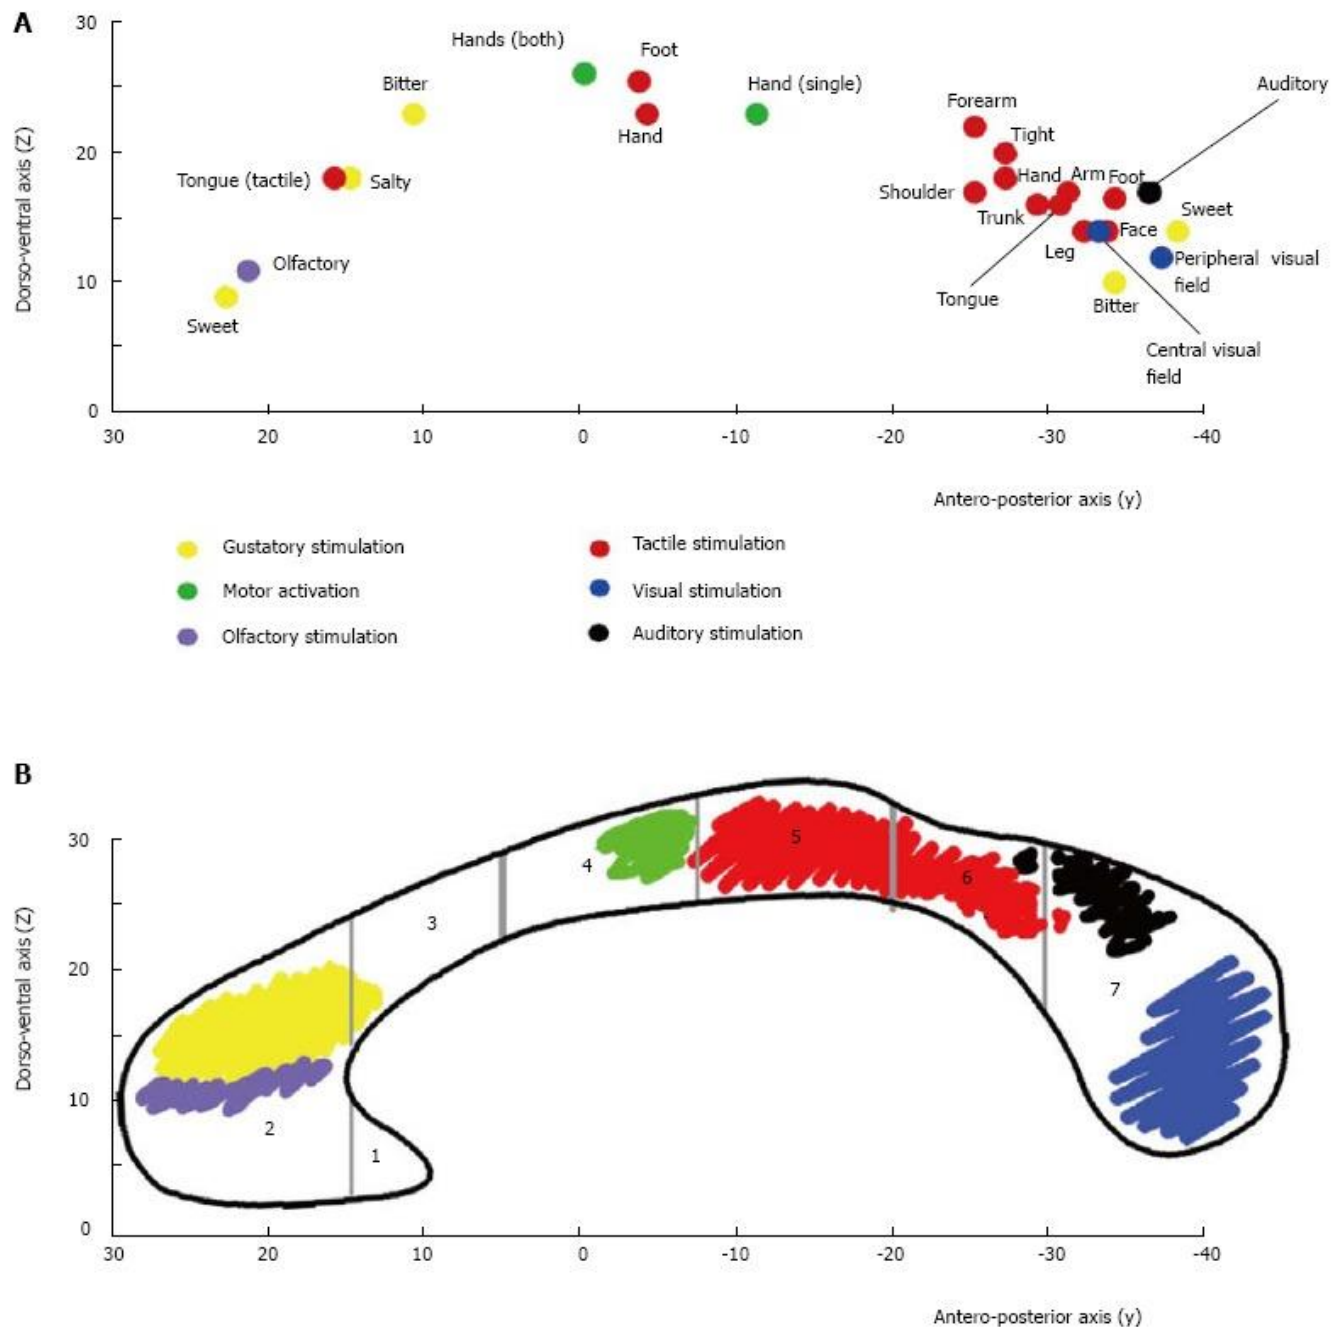 A
30
Hands (both)
Foot
Bitter
Hand (single)
Auditory
Forearm
Hand
Tight
20
Tongue (tactile)
Salty
Shoulder
Hand
Arm
Foot
Sweet
Trunk
Face
Leg
Olfactory
Peripheral visual
field
10
Tongue
Bitter
Sweet
Central visual
field
0
30
20
10
0
-10
-20
-30
-40
Dorso-ventral axis (Z)
Antero-posterior axis (y)
Gustatory stimulation
Tactile stimulation
Motor activation
Visual stimulation
Olfactory stimulation
Auditory stimulation
B
30
20
10
0
Dorso-ventral axis (Z)
5
4
6
3
7
2
1
30
20
10
0
-10
-20
-30
-40
Antero-posterior axis (y)